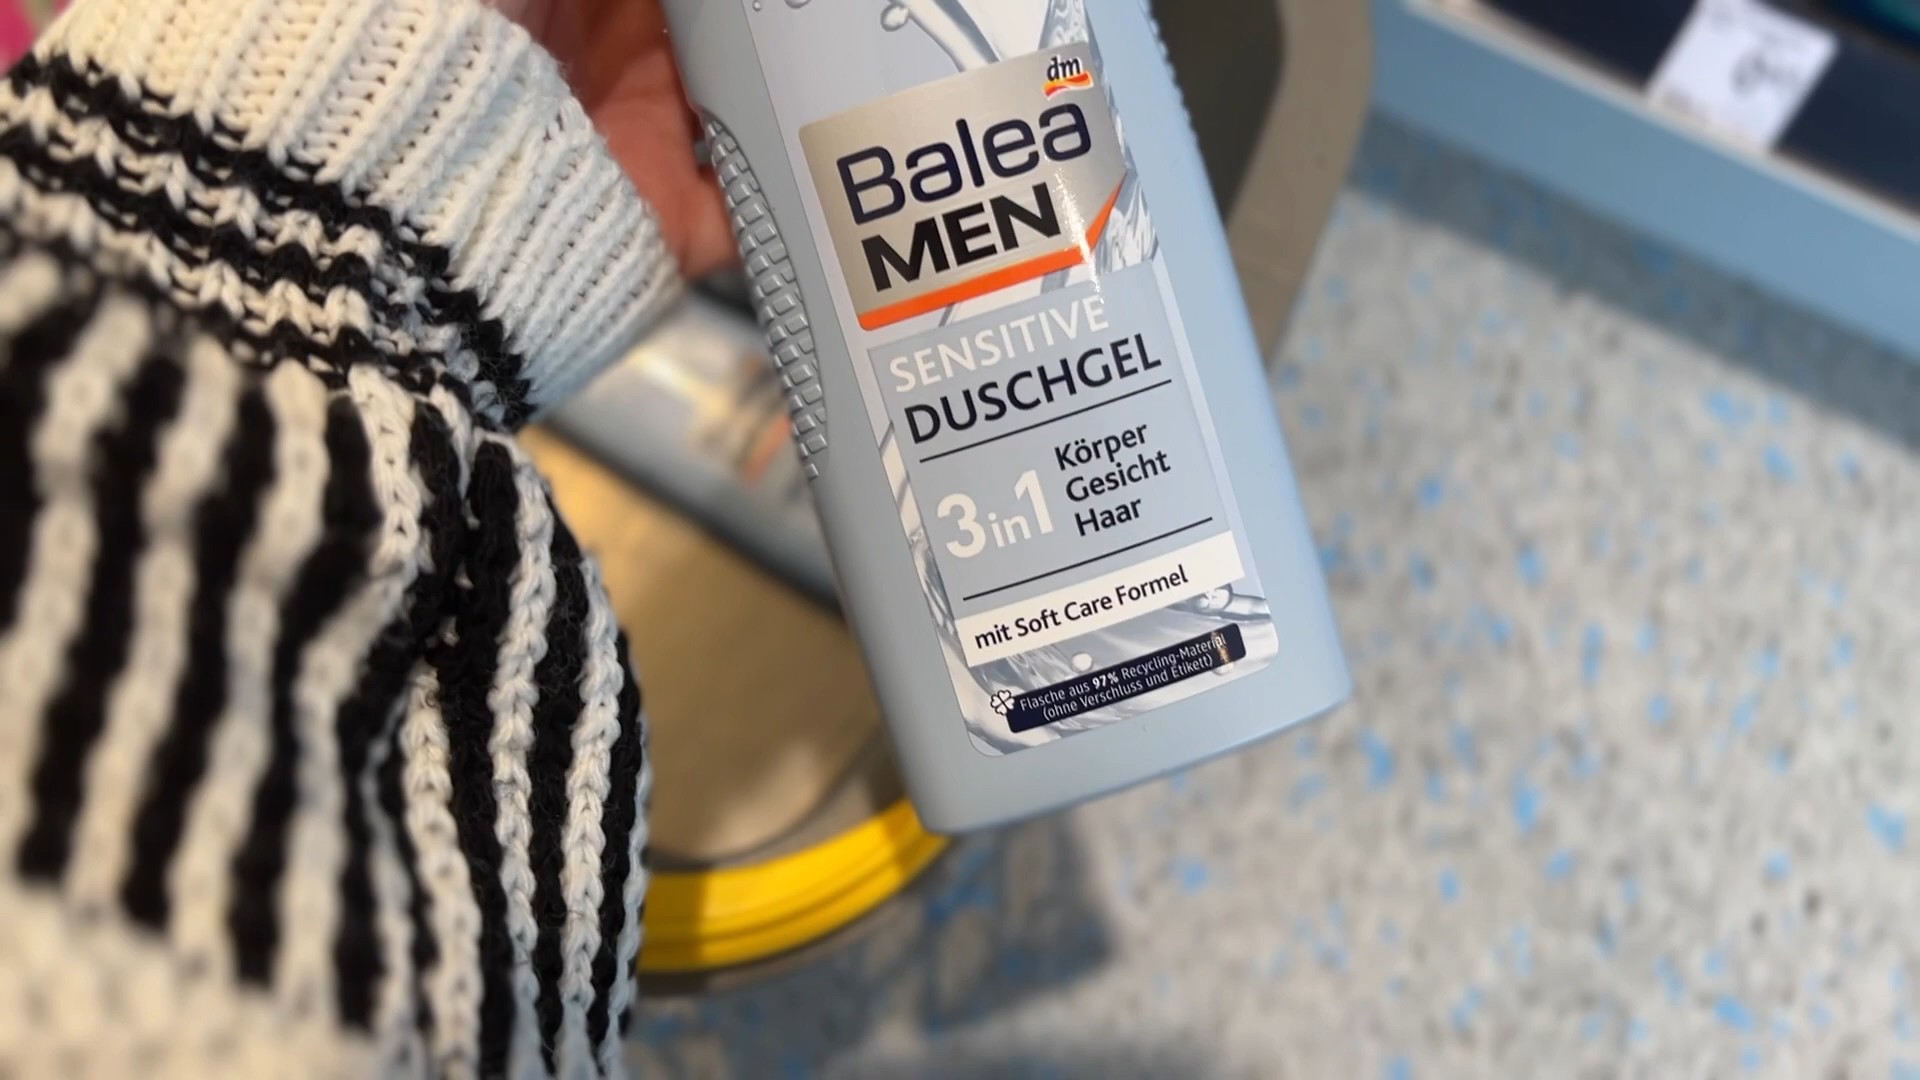 dm
Balea
MEN
SENSITIVE
DUSCHGEL
3in1
Körper
Gesicht
Haar
mit Soft Care Formel
Flasche aus 97% Recycling-Material
(ohne Verschluss und Etikett)